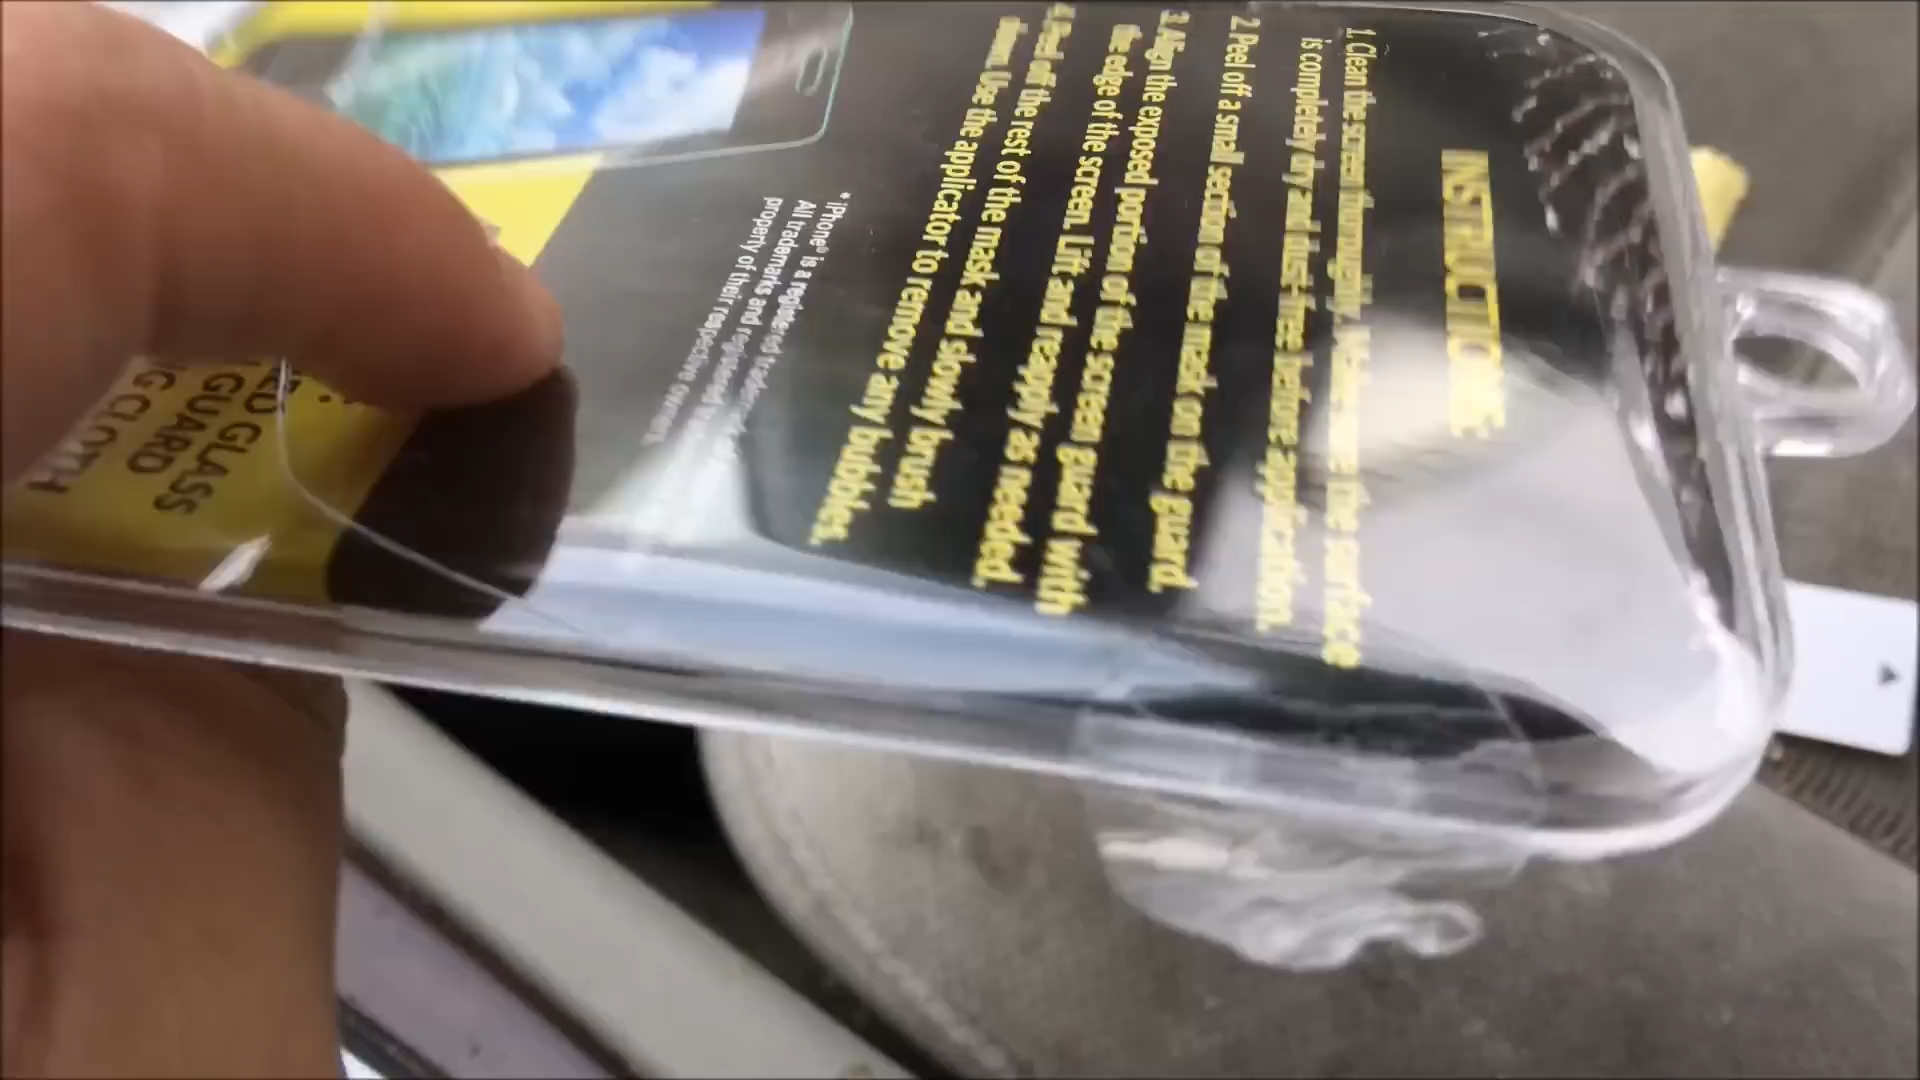 INSTRUCTIONS:
1. Clean the screen thoroughly. Make sure the surface
is completely dry and dust-free before application.
2. Peel off a small section of the mask on the guard.
3. Align the exposed portion of the screen guard with
the edge of the screen. Lift and reapply as needed.
4. Peel off the rest of the mask and slowly brush
down. Use the applicator to remove any bubbles.
* iPhone® is a registered trademark
All trademarks and registered
property of their respective owners.
GLASS
GUARD
CLOTH